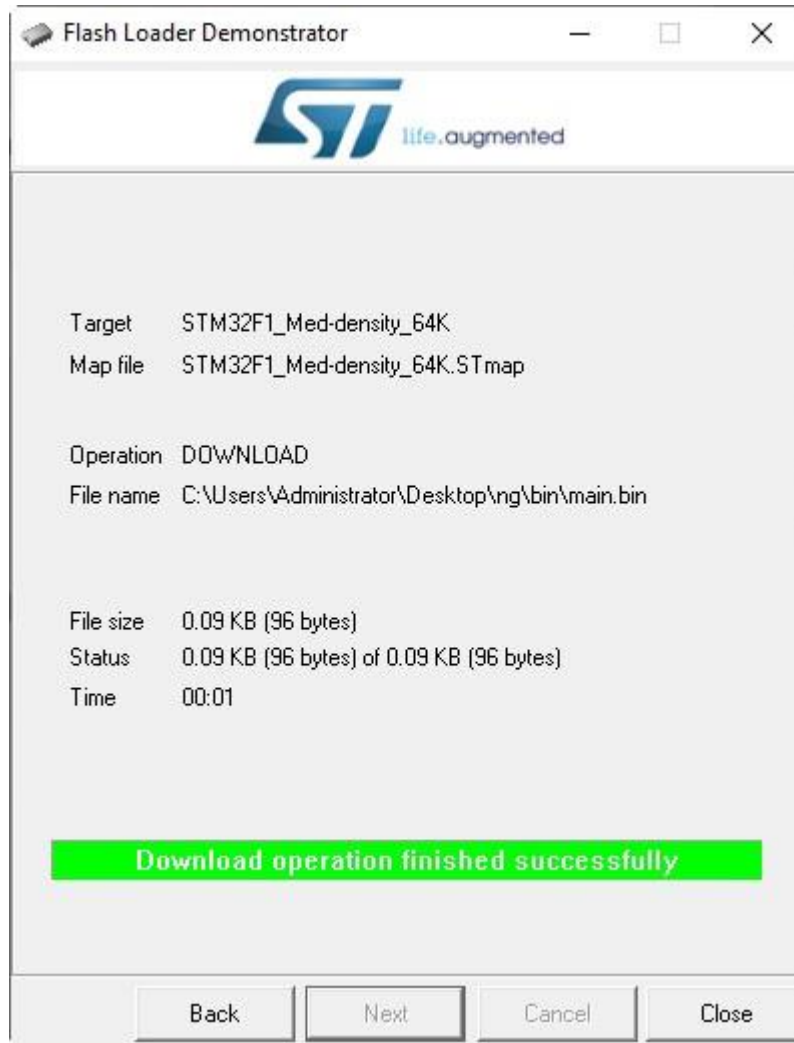 Flash Loader Demonstrator
ST life.augmented
Target STM32F1_Med-density_64K
Map file STM32F1_Med-density_64K.STmap
Operation DOWNLOAD
File name C:\Users\Administrator\Desktop\ng\bin\main.bin
File size 0.09 KB (96 bytes)
Status 0.09 KB (96 bytes) of 0.09 KB (96 bytes)
Time 00:01
Download operation finished successfully
Back Next Cancel Close